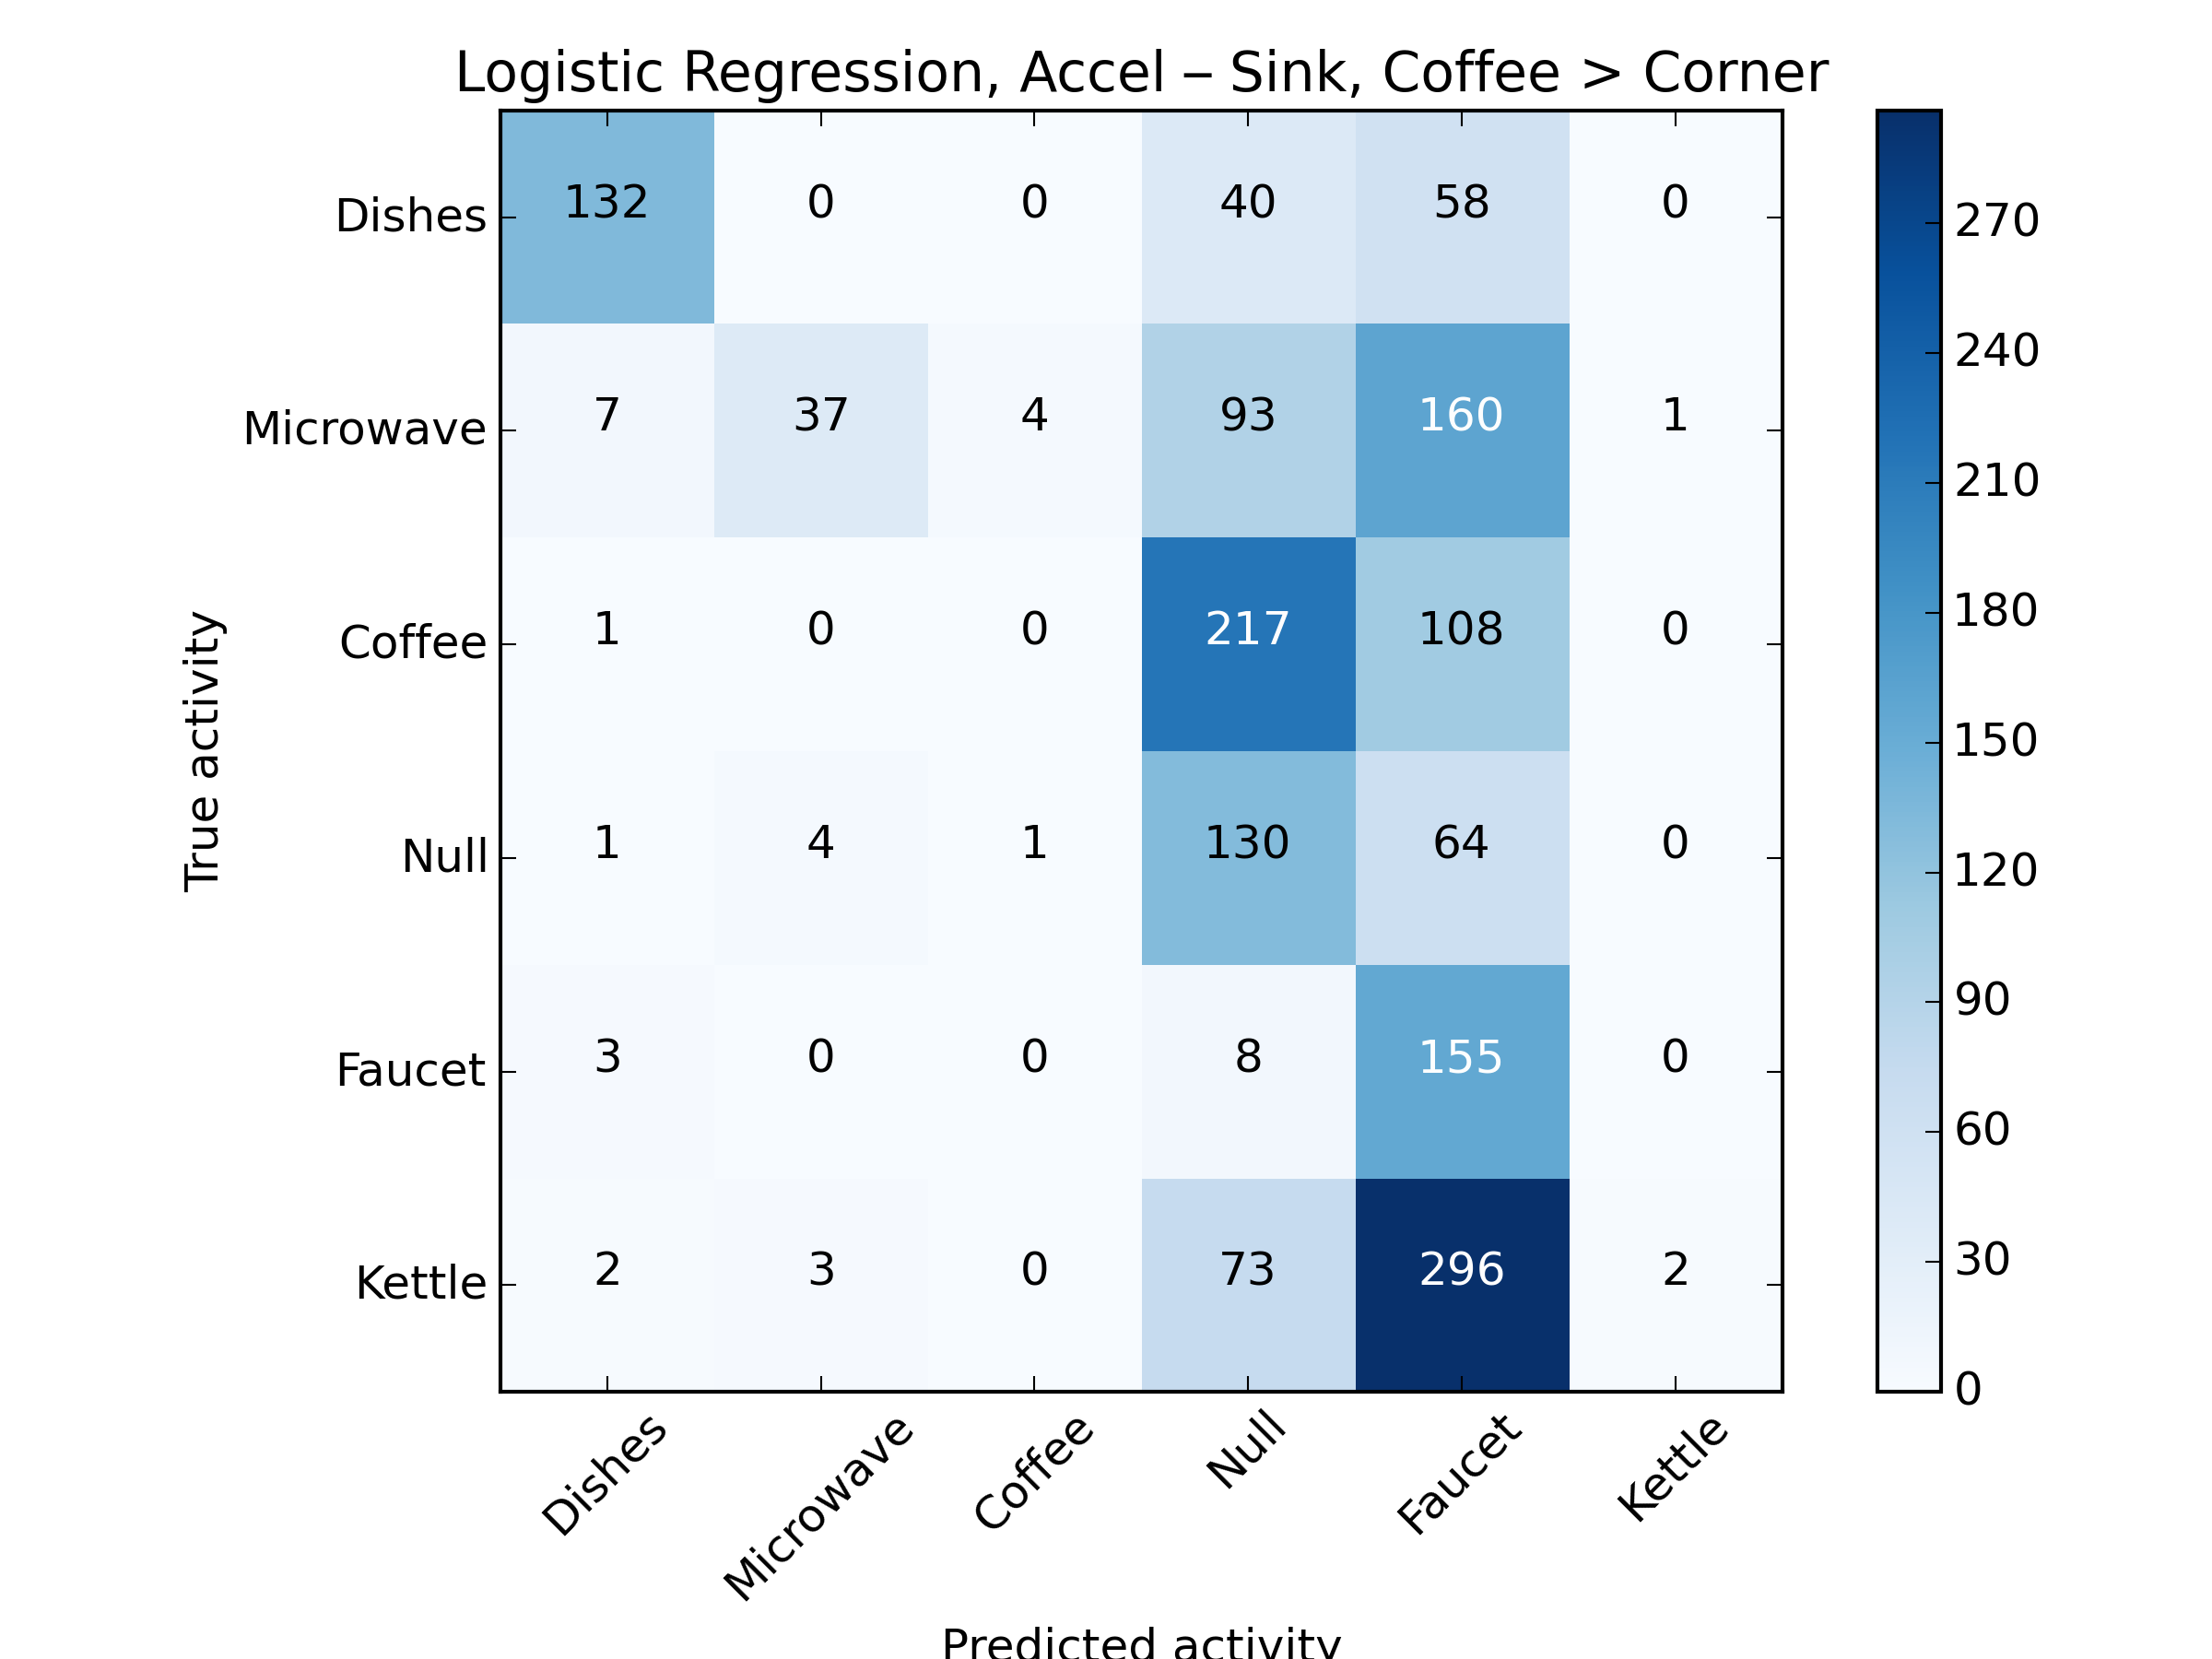 Logistic Regression, Accel – Sink, Coffee > Corner
Dishes 132 0 0 40 58 0
Microwave 7 37 4 93 160 1
Coffee 1 0 0 217 108 0
Null 1 4 1 130 64 0
Faucet 3 0 0 8 155 0
Kettle 2 3 0 73 296 2
True activity
Dishes Microwave Coffee Null Faucet Kettle
Predicted activity
270
240
210
180
150
120
90
60
30
0